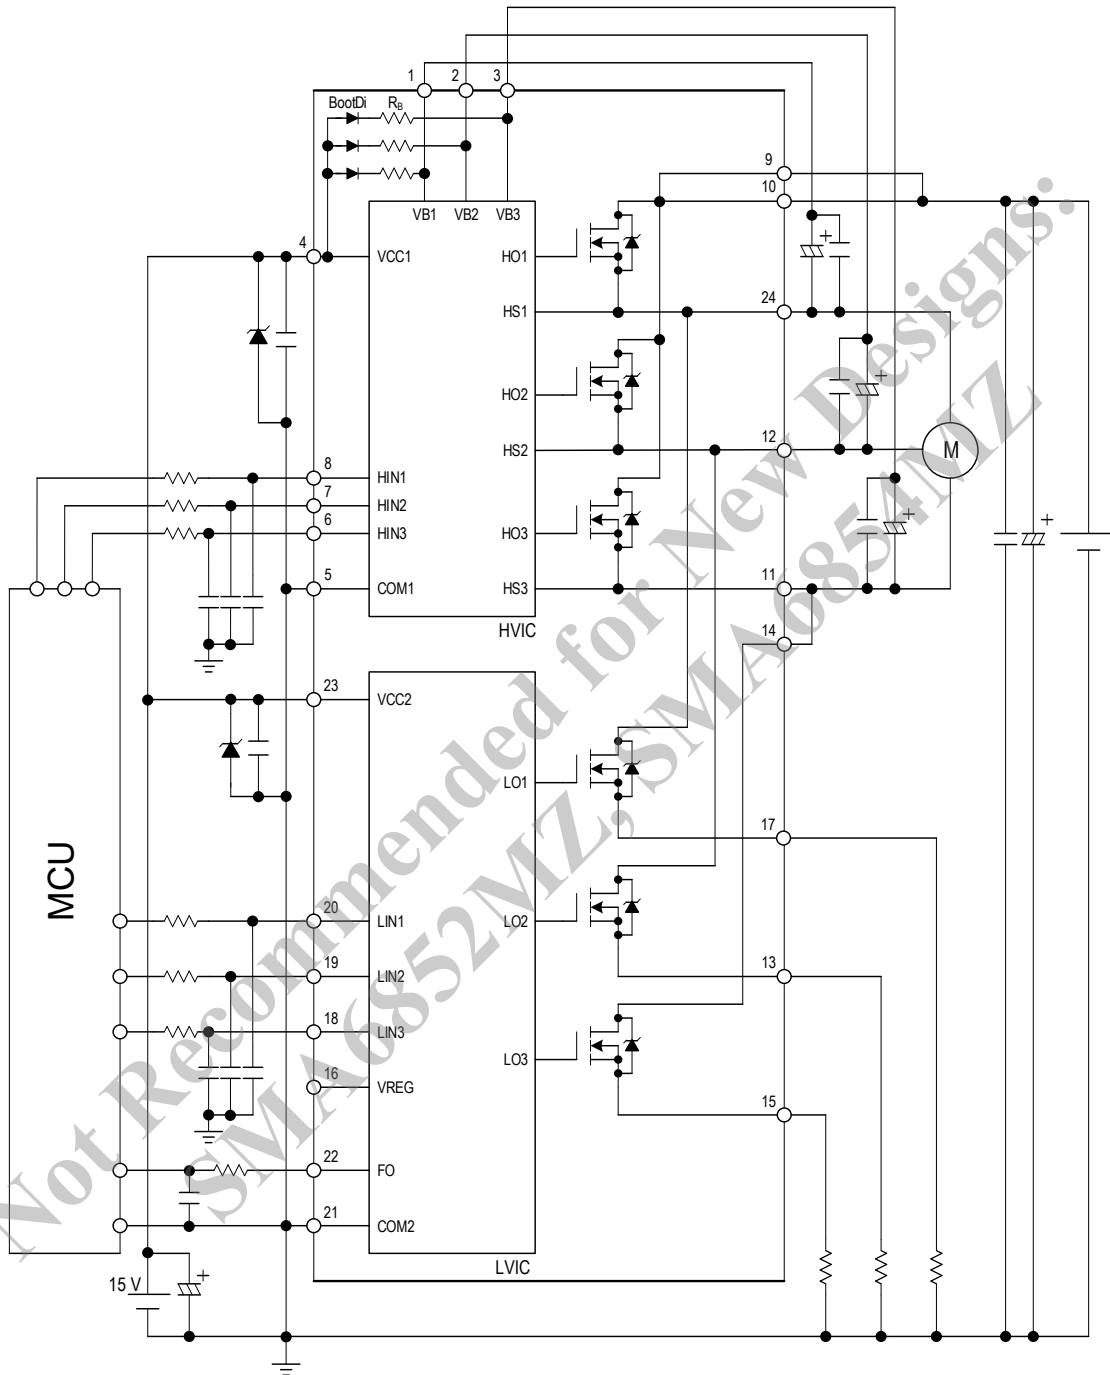 1 2 3
BootDi R_B
9
10
VB1 VB2 VB3
4 VCC1 HO1
HS1 24
HO2
HS2 12
M
8 HIN1
7 HIN2
6 HIN3 HO3
5 COM1 HS3 11
HVIC
14
23 VCC2
LO1
17
MCU
20 LIN1 LO2
19 LIN2 13
18 LIN3
LO3
16 VREG
15
22 FO
21 COM2
LVIC
15 V
Not Recommended for New Designs:
SMA6852MZ, SMA6854MZ